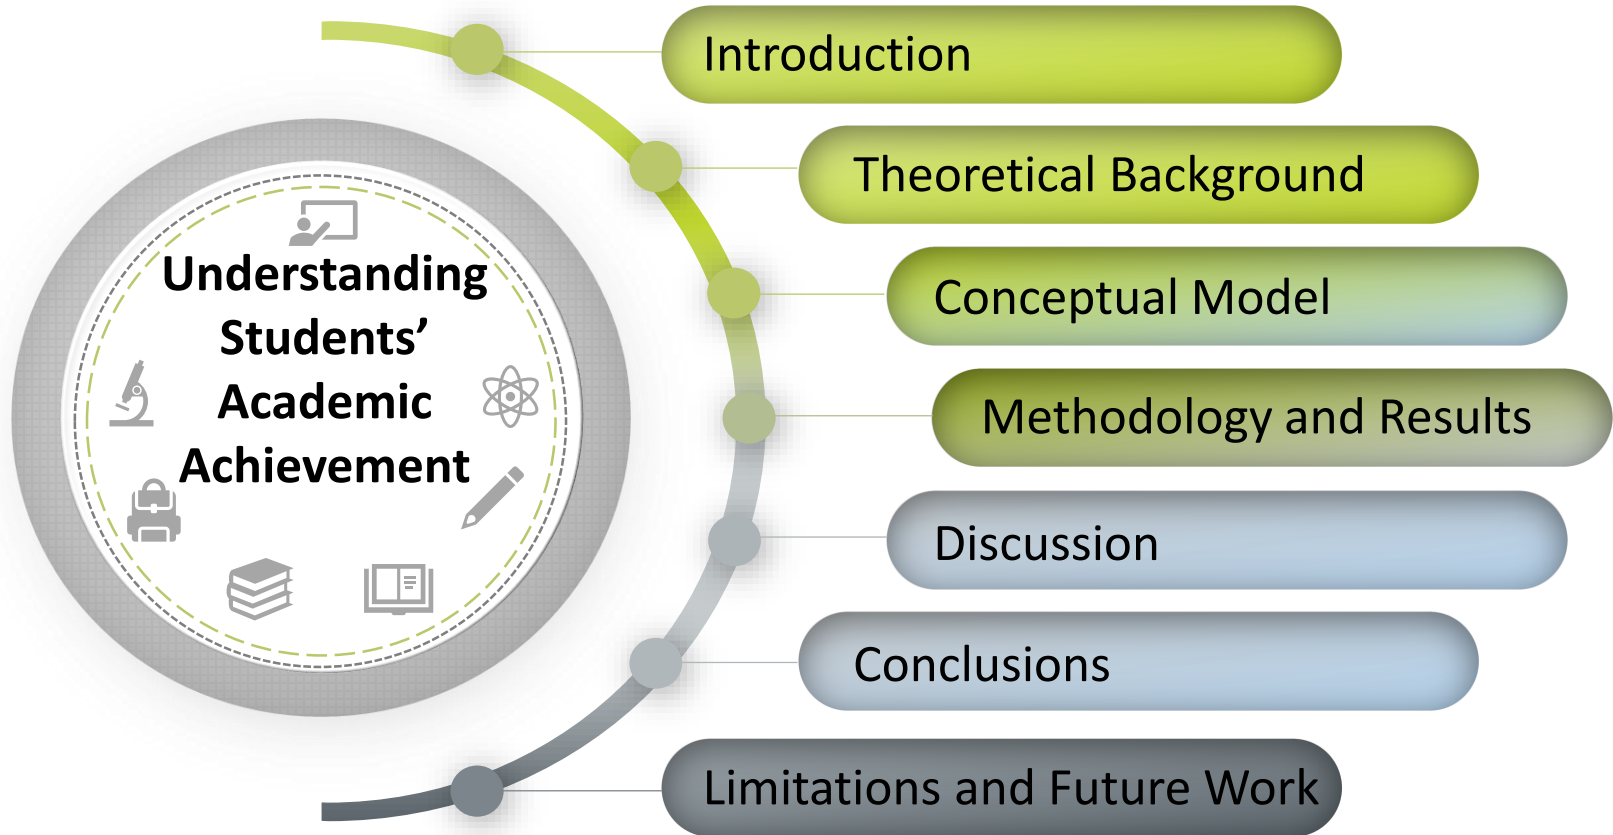 Understanding
Students’
Academic
Achievement
Introduction
Theoretical Background
Conceptual Model
Methodology and Results
Discussion
Conclusions
Limitations and Future Work